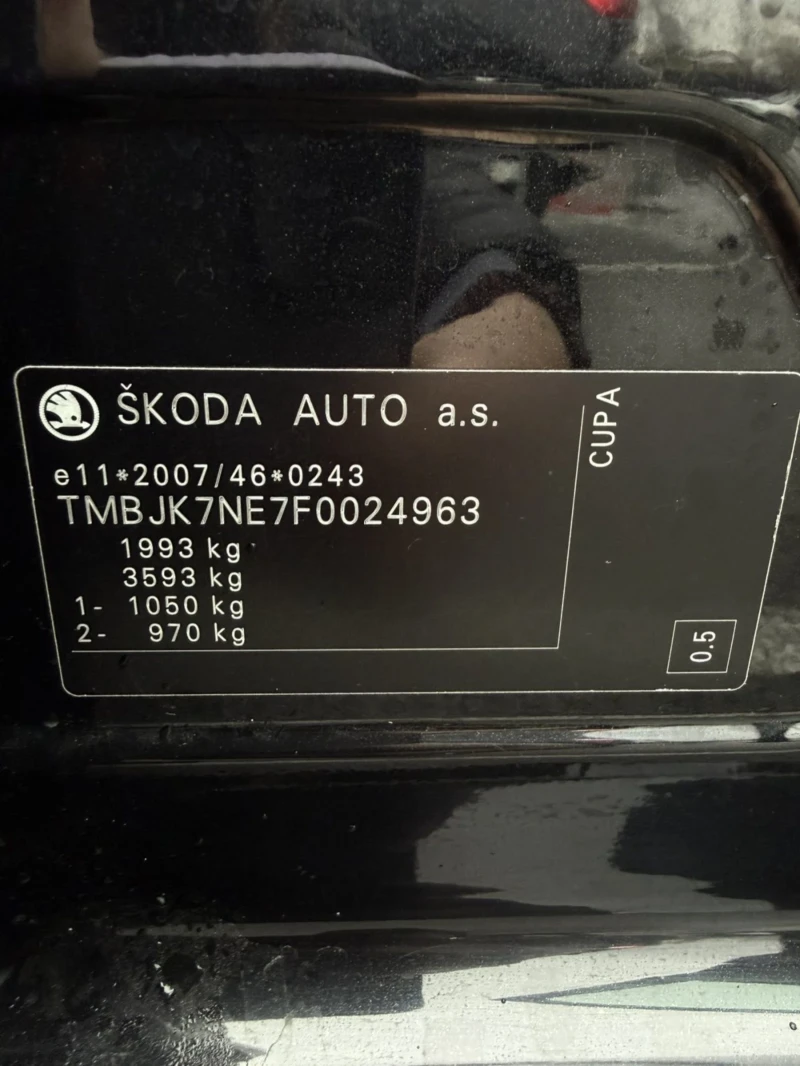 ŠKODA AUTO a.s.
e11*2007/46*0243
TMBJK7NE7F0024963
1993 kg
3593 kg
1- 1050 kg
2- 970 kg
CUPA
0.5